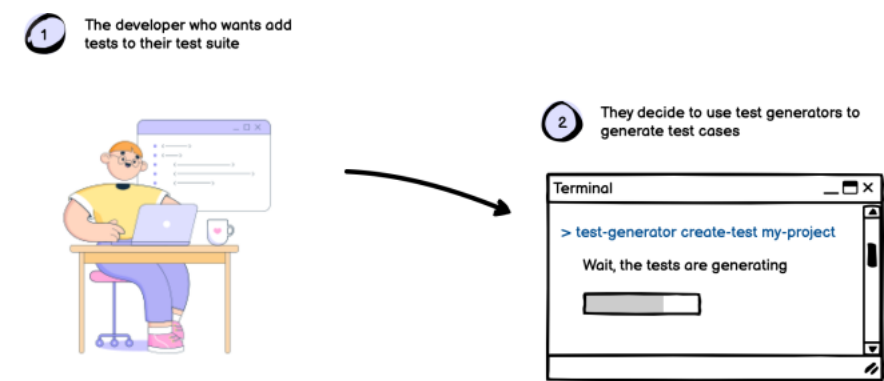 1
The developer who wants add
tests to their test suite
2
They decide to use test generators to
generate test cases
Terminal
> test-generator create-test my-project
Wait, the tests are generating